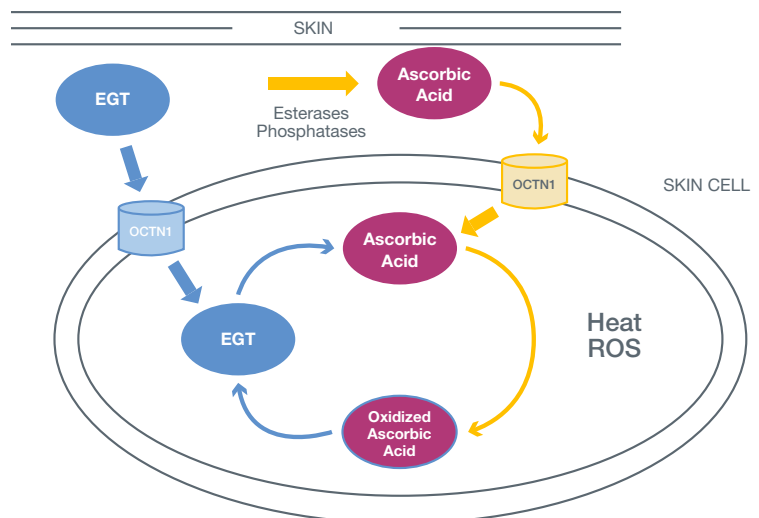 SKIN
EGT
Ascorbic
Acid
Esterases
Phosphatases
OCTN1
SKIN CELL
OCTN1
Ascorbic
Acid
EGT
Heat
ROS
Oxidized
Ascorbic
Acid